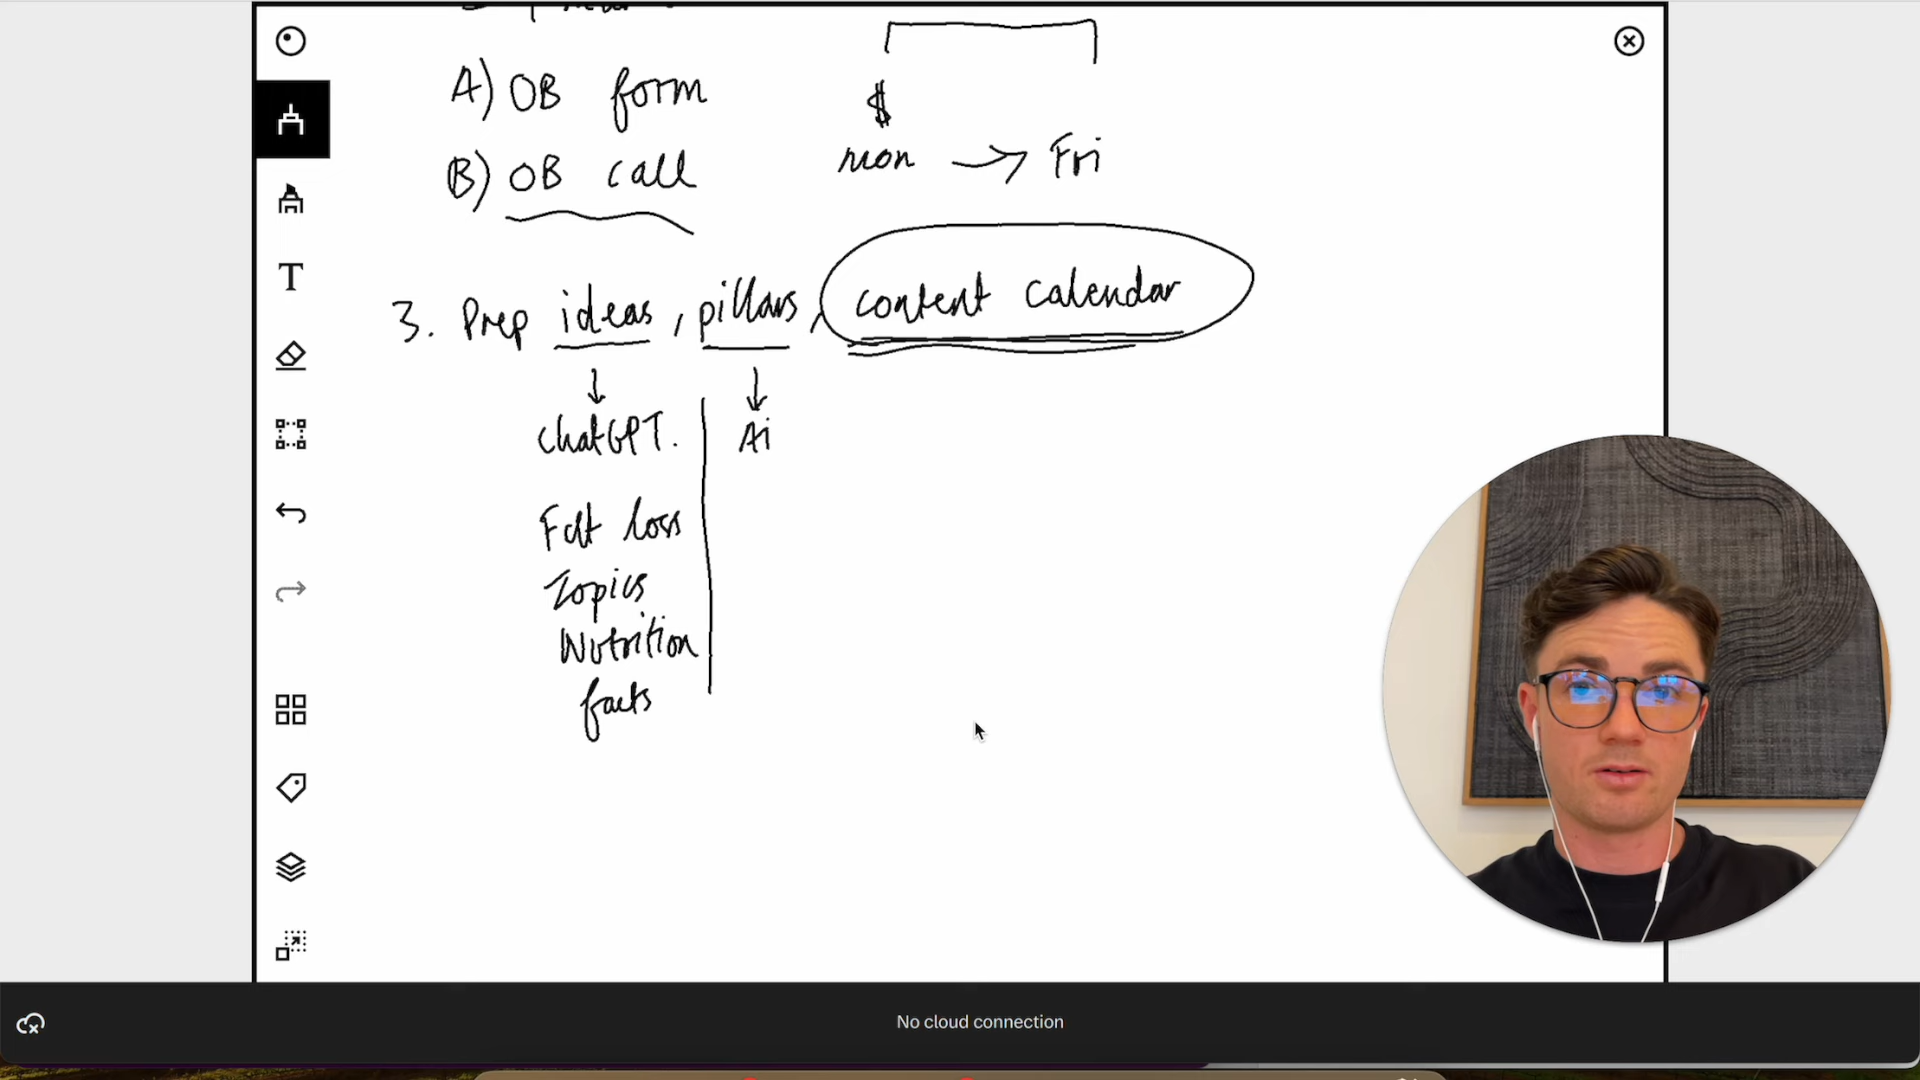 A) OB form
B) OB call
$
mon → Fri
3. Prep ideas, pillars, content calendar
↓ ↓
ChatGPT. Ai
Fat loss
Topics
Nutrition
facts
T
No cloud connection